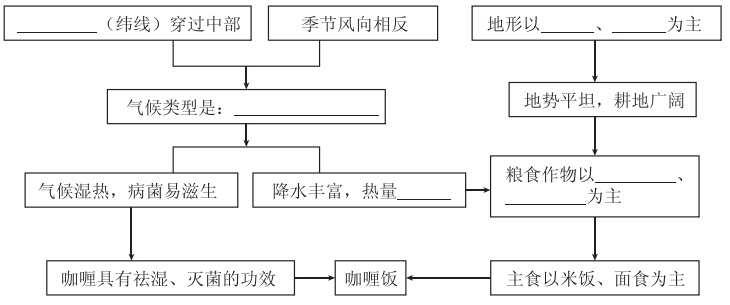 ________（纬线）穿过中部
季节风向相反
地形以______、______为主
气候类型是：________________
地势平坦，耕地广阔
气候湿热，病菌易滋生
降水丰富，热量______
粮食作物以_________、
_________为主
咖喱具有祛湿、灭菌的功效
咖喱饭
主食以米饭、面食为主